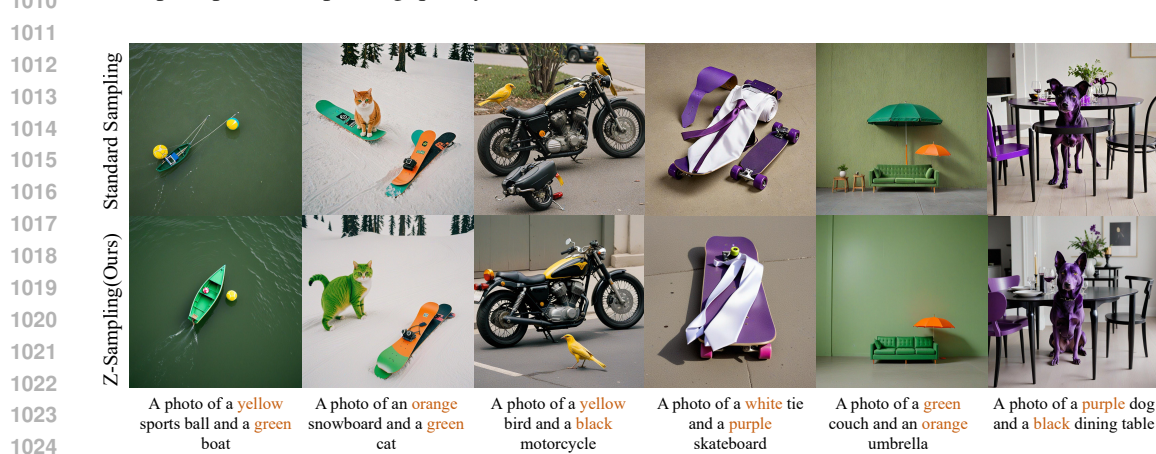 1010
1011
1012
1013
1014
1015
1016
1017
1018
1019
1020
1021
1022
1023
1024
Standard Sampling
Z-Sampling(Ours)
A photo of a yellow
sports ball and a green
boat
A photo of an orange
snowboard and a green
cat
A photo of a yellow
bird and a black
motorcycle
A photo of a white tie
and a purple
skateboard
A photo of a green
couch and an orange
umbrella
A photo of a purple dog
and a black dining table